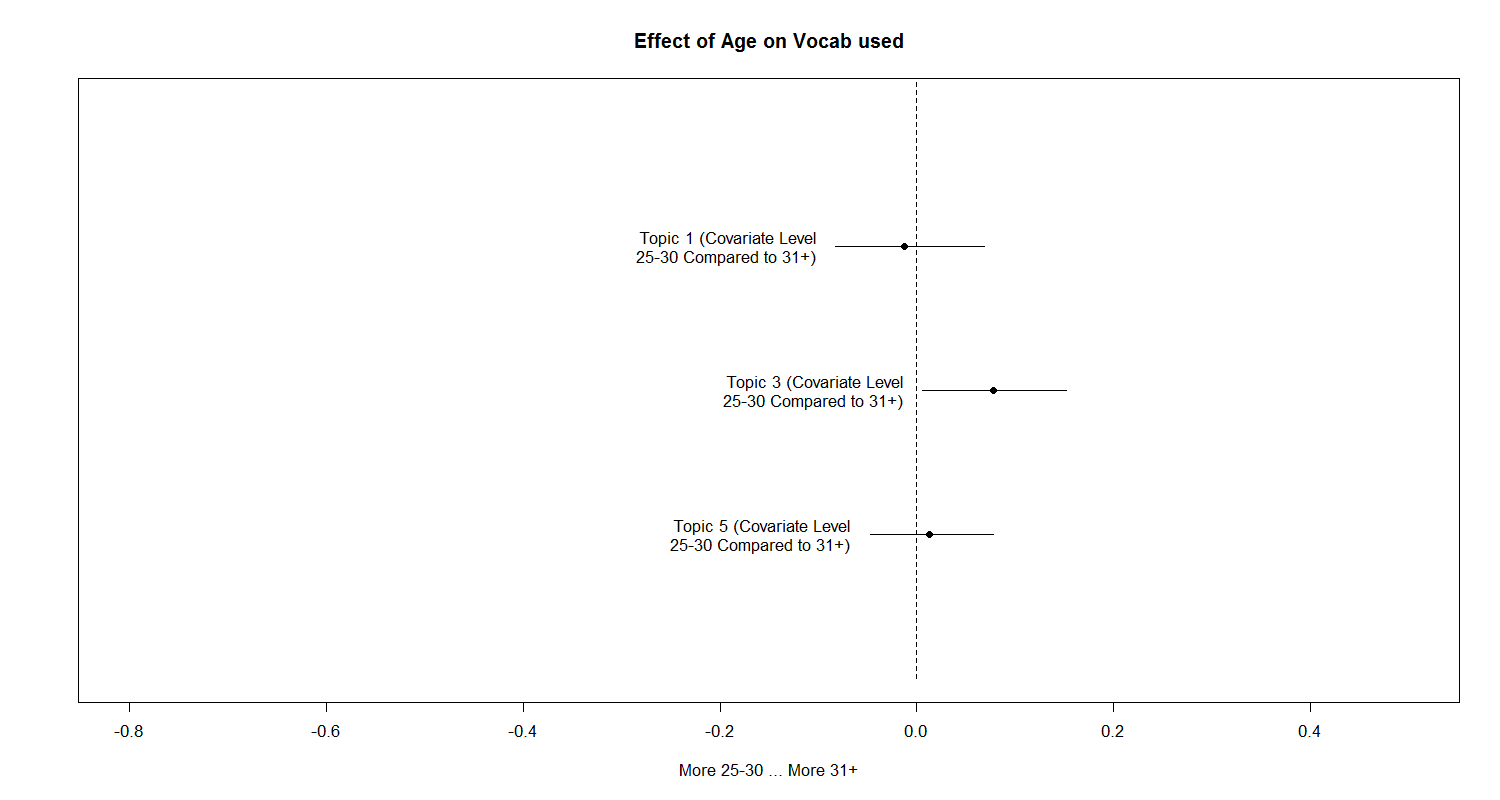 Effect of Age on Vocab used
Topic 1 (Covariate Level
25-30 Compared to 31+)
Topic 3 (Covariate Level
25-30 Compared to 31+)
Topic 5 (Covariate Level
25-30 Compared to 31+)
-0.8 -0.6 -0.4 -0.2 0.0 0.2 0.4
More 25-30 ... More 31+